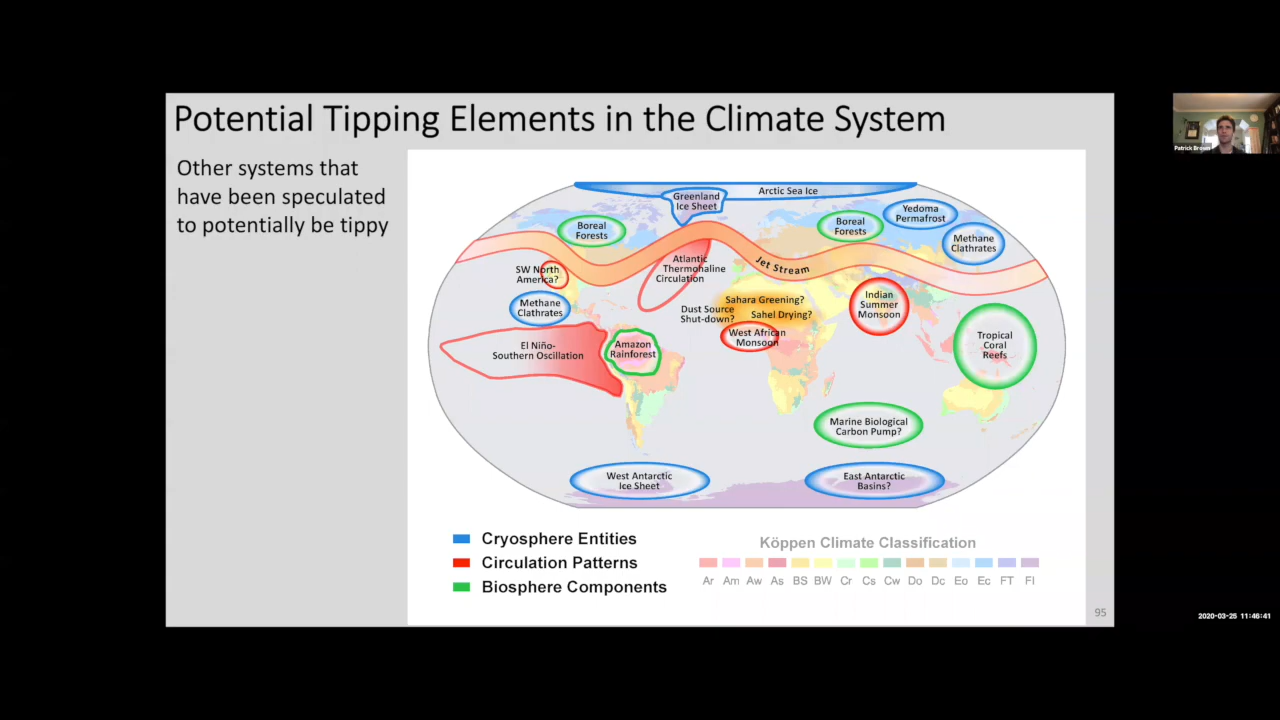 Potential Tipping Elements in the Climate System
Other systems that
have been speculated
to potentially be tippy
Arctic Sea Ice
Greenland
Ice Sheet
Boreal
Forests
Boreal
Forests
Yedoma
Permafrost
Methane
Clathrates
Jet Stream
Atlantic
Thermohaline
Circulation
SW North
America?
Methane
Clathrates
Sahara Greening?
Dust Source
Shut-down?
Sahel Drying?
West African
Monsoon
Indian
Summer
Monsoon
El Niño-
Southern Oscillation
Amazon
Rainforest
Tropical
Coral
Reefs
Marine Biological
Carbon Pump?
West Antarctic
Ice Sheet
East Antarctic
Basins?
Cryosphere Entities
Circulation Patterns
Biosphere Components
Köppen Climate Classification
Ar Am Aw As BS BW Cr Cs Cw Do Dc Eo Ec FT FI
95
Patrick Brown
2020-03-25 11:46:41